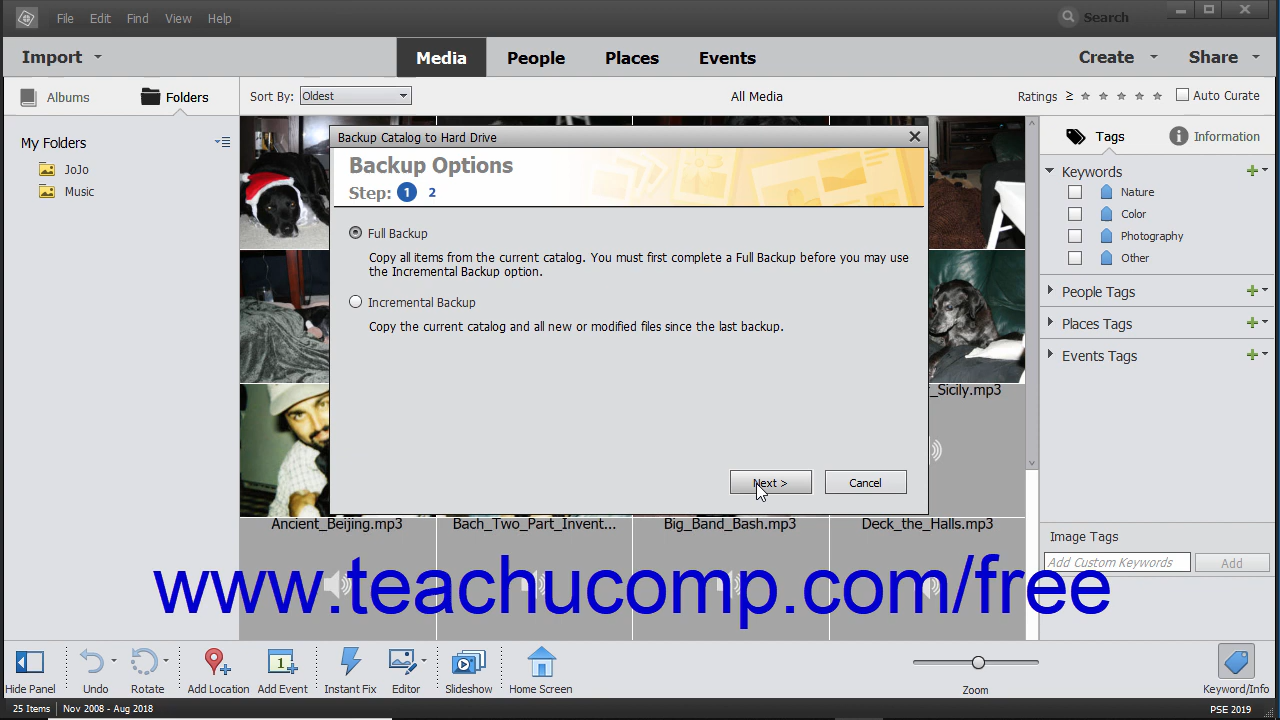 File Edit Find View Help
Search
Import
Media People Places Events
Create Share
Albums Folders
Sort By: Oldest
All Media
Ratings ≥ Auto Curate
My Folders
JoJo
Music
Backup Catalog to Hard Drive
Backup Options
Step: 1 2
Full Backup
Copy all items from the current catalog. You must first complete a Full Backup before you may use
the Incremental Backup option.
Incremental Backup
Copy the current catalog and all new or modified files since the last backup.
Next > Cancel
Tags Information
Keywords
Nature
Color
Photography
Other
People Tags
Places Tags
Events Tags
_Sicily.mp3
Ancient_Beijing.mp3 Bach_Two_Part_Invent... Big_Band_Bash.mp3 Deck_the_Halls.mp3
Image Tags
Add Custom Keywords Add
www.teachucomp.com/free
Hide Panel Undo Rotate Add Location Add Event Instant Fix Editor Slideshow Home Screen Zoom Keyword/Info
25 Items Nov 2008 - Aug 2018 PSE 2019